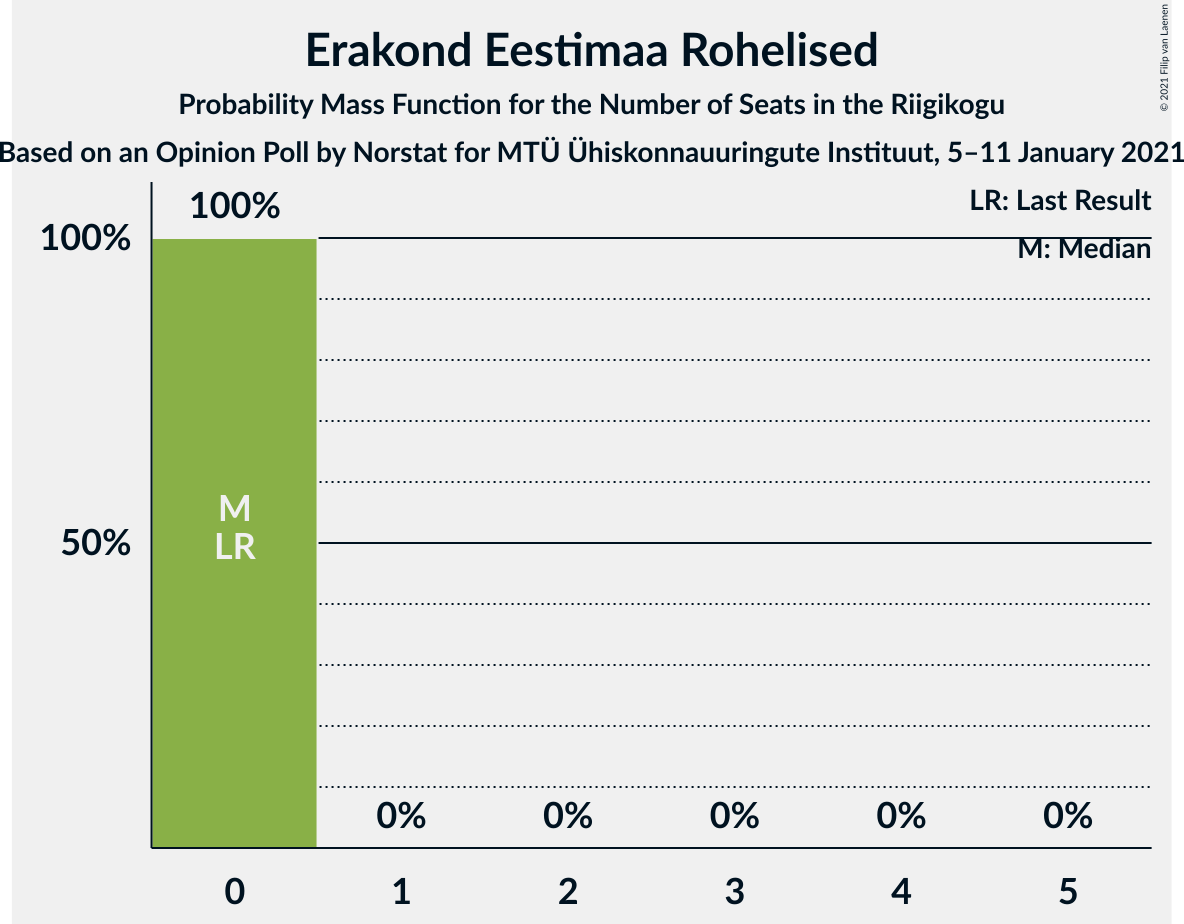 Erakond Eestimaa Rohelised
Probability Mass Function for the Number of Seats in the Riigikogu
Based on an Opinion Poll by Norstat for MTÜ Ühiskonnauuringute Instituut, 5–11 January 2021
© 2021 Filip van Laenen
LR: Last Result
M: Median
100%
100%
50%
M
LR
0% 0% 0% 0% 0%
0 1 2 3 4 5